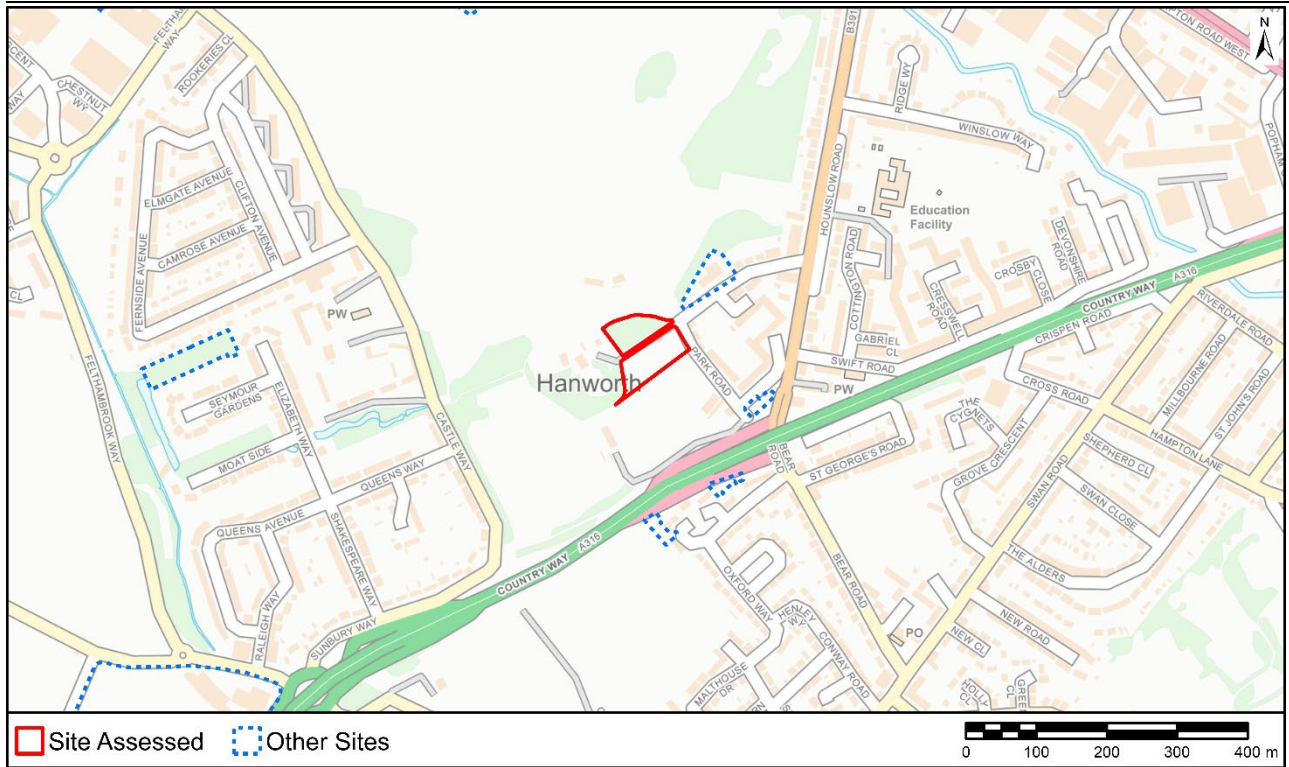 FELTHAM
WAY
ROOKERIES CL
CHESTNUT
WY
WAY
ELMGATE AVENUE
CLIFTON AVENUE
CAMROSE AVENUE
FERNSIDE AVENUE
CL
PW
FELTHAMBROOK WAY
SEYMOUR
GARDENS
ELIZABETH WAY
MOAT SIDE
QUEENS WAY
CASTLE WAY
QUEENS AVENUE
SHAKESPEARE WAY
RALEIGH WAY
SUNBURY WAY
COUNTRY WAY
A316
Hanworth
PARK ROAD
HOUNSLOW ROAD
RIDGE WY
WINSLOW WAY
Education
Facility
COTTINGTON ROAD
CRESSWELL
ROAD
CROSBY
CLOSE
DEVONSHIRE
ROAD
GABRIEL
CL
SWIFT ROAD
PW
COUNTRY WAY
A316
CRISPEN ROAD
RIVERDALE ROAD
CROSS ROAD
MILLBOURNE ROAD
ST JOHN'S ROAD
HAMPTON LANE
SHEPHERD CL
SWAN CLOSE
SWAN ROAD
THE
CYGNETS
GROVE CRESCENT
THE ALDERS
BEAR
ROAD
ST GEORGE'S ROAD
BEAR ROAD
OXFORD WAY
HENLEY
WY
CONWAY ROAD
MALTHOUSE
DR
PO
NEW ROAD
NEW CL
HOLLY
CL
N
Site Assessed
Other Sites
0 100 200 300 400 m